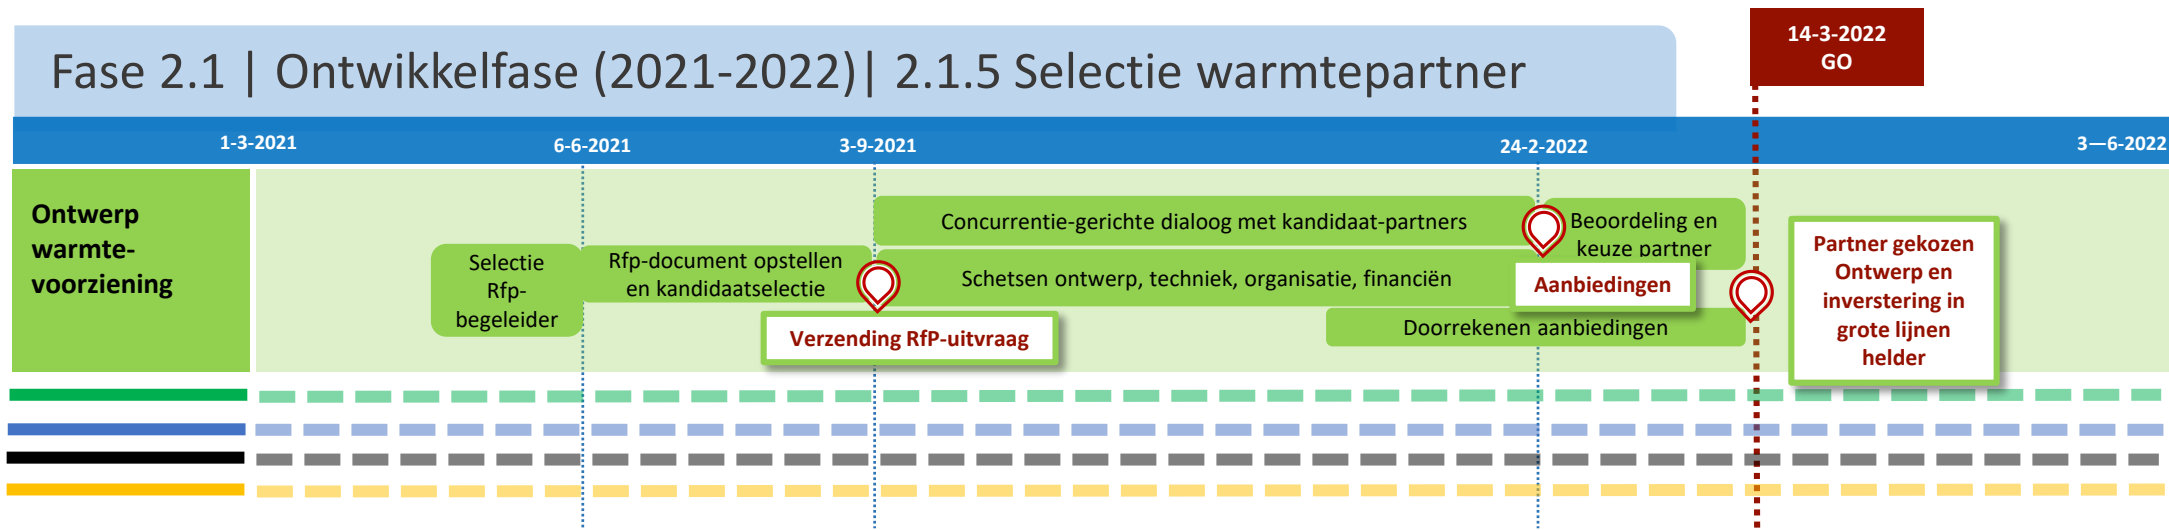 14-3-2022
GO
Fase 2.1 | Ontwikkelfase (2021-2022)| 2.1.5 Selectie warmtepartner
1-3-2021
6-6-2021
3-9-2021
24-2-2022
3—6-2022
Ontwerp
warmte-
voorziening
Selectie
Rfp-
begeleider
Rfp-document opstellen
en kandidaatselectie
Verzending RfP-uitvraag
Concurrentie-gerichte dialoog met kandidaat-partners
Schetsen ontwerp, techniek, organisatie, financiën
Beoordeling en
keuze partner
Aanbiedingen
Doorrekenen aanbiedingen
Partner gekozen
Ontwerp en
inverstering in
grote lijnen
helder